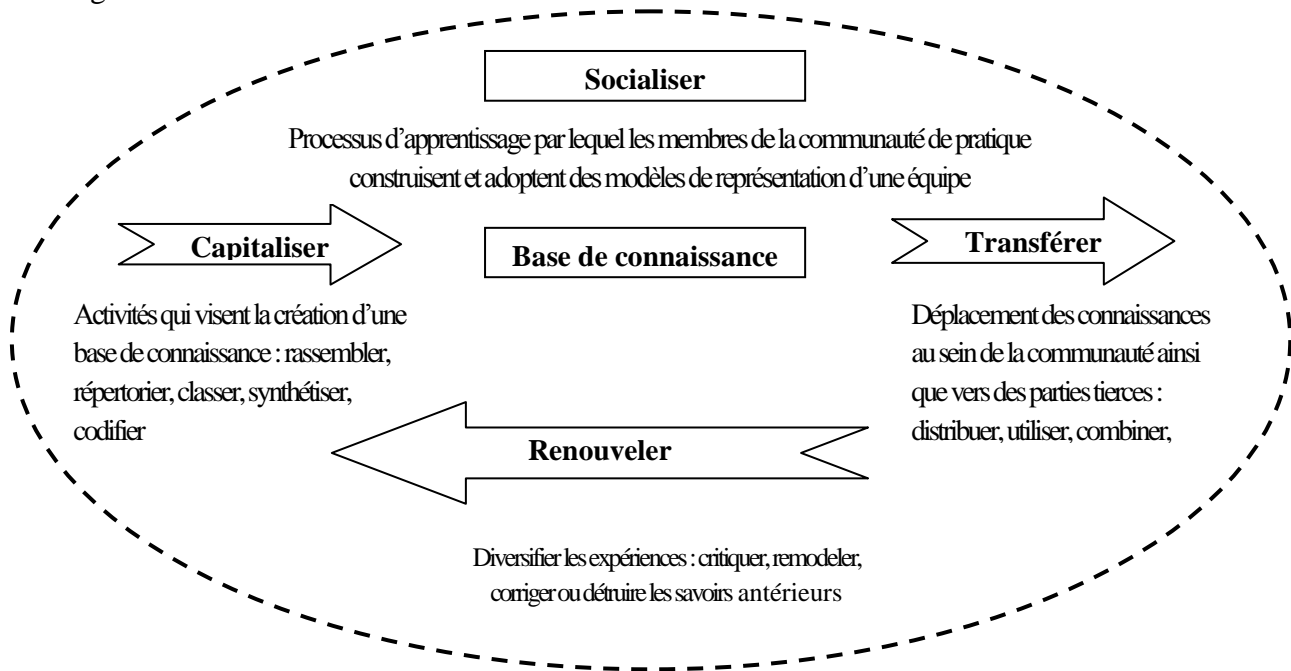 Socialiser
Processus d'apprentissage par lequel les membres de la communauté de pratique
construisent et adoptent des modèles de représentation d'une équipe
Capitaliser
Base de connaissance
Transférer
Activités qui visent la création d'une
base de connaissance : rassembler,
répertorier, classer, synthétiser,
codifier
Déplacement des connaissances
au sein de la communauté ainsi
que vers des parties tierces :
distribuer, utiliser, combiner,
Renouveler
Diversifier les expériences : critiquer, remodeler,
corriger ou détruire les savoirs antérieurs